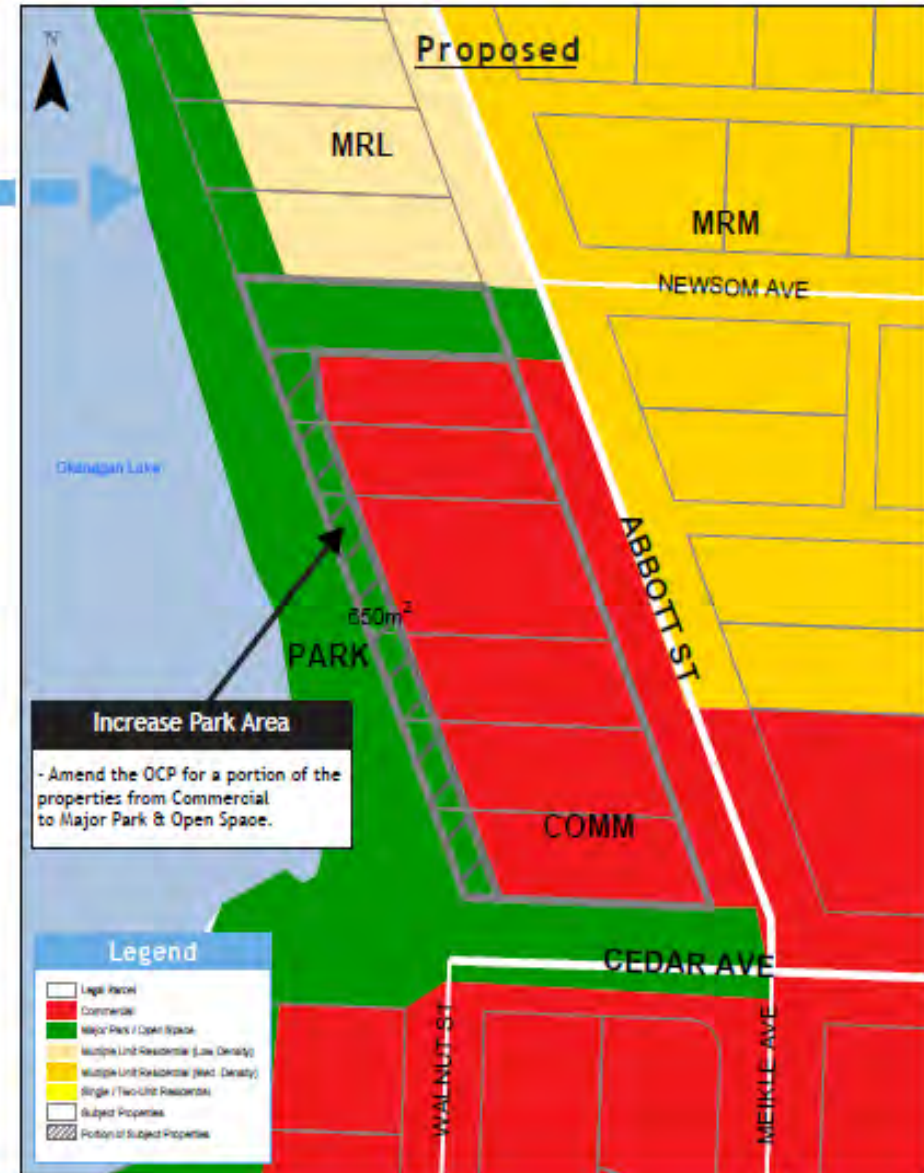 N
Proposed
MRL
MRM
NEWSOM AVE
Okanagan Lake
ABBOTT ST
650m²
PARK
Increase Park Area
- Amend the OCP for a portion of the
properties from Commercial
to Major Park & Open Space.
COMM
CEDAR AVE
WALNUT ST
MEIKLE AVE
Legend
Legal Parcel
Commercial
Major Park / Open Space
Multiple Unit Residential (Low Density)
Multiple Unit Residential (Med. Density)
Single / Two-Unit Residential
Subject Properties
Portion of Subject Properties